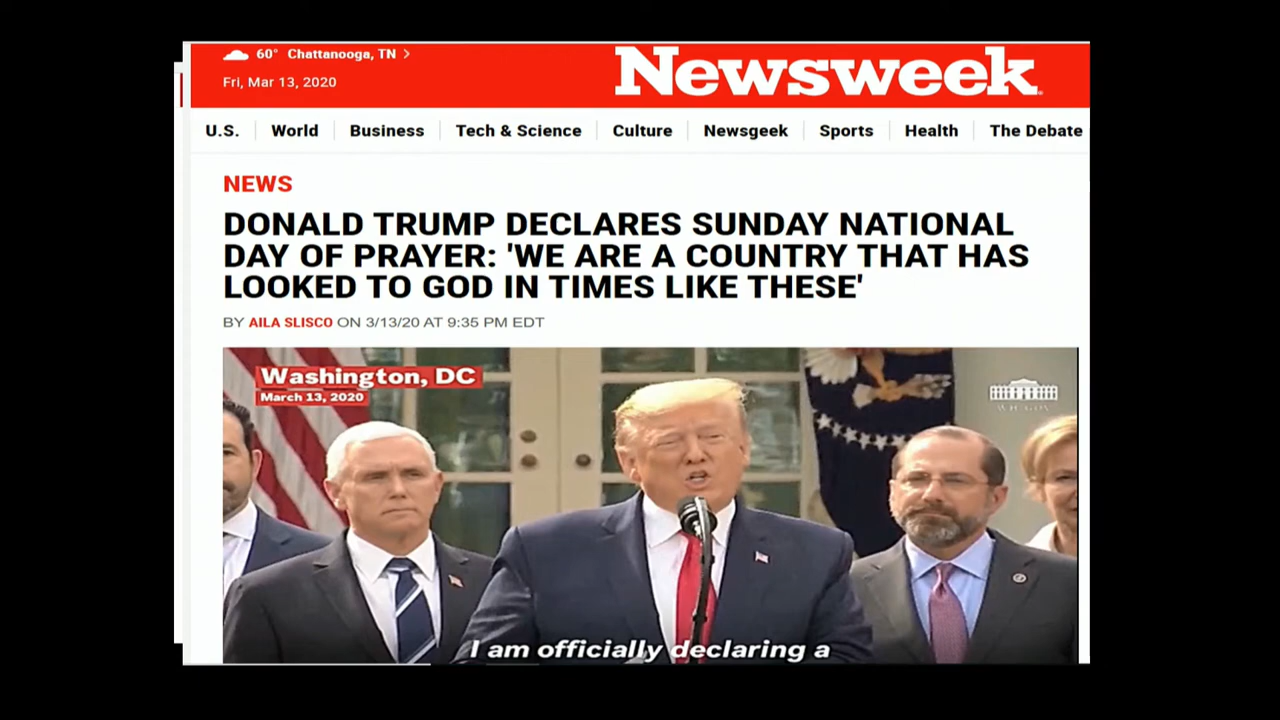 60° Chattanooga, TN >
Fri, Mar 13, 2020
Newsweek
U.S. World Business Tech & Science Culture Newsgeek Sports Health The Debate
NEWS
DONALD TRUMP DECLARES SUNDAY NATIONAL
DAY OF PRAYER: 'WE ARE A COUNTRY THAT HAS
LOOKED TO GOD IN TIMES LIKE THESE'
BY AILA SLISCO ON 3/13/20 AT 9:35 PM EDT
Washington, DC
March 13, 2020
WH.GOV
I am officially declaring a